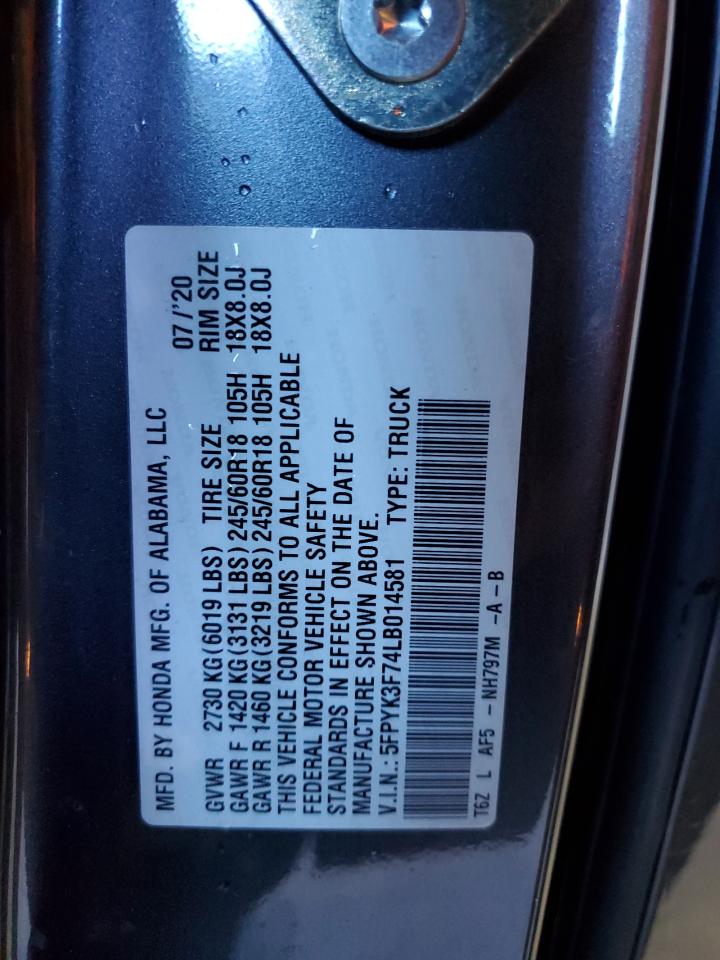 MFD. BY HONDA MFG. OF ALABAMA, LLC 07/'20
GVWR 2730 KG(6019 LBS) TIRE SIZE RIM SIZE
GAWR F 1420 KG(3131 LBS)245/60R18 105H 18X8.0J
GAWR R 1460 KG(3219 LBS)245/60R18 105H 18X8.0J
THIS VEHICLE CONFORMS TO ALL APPLICABLE
FEDERAL MOTOR VEHICLE SAFETY
STANDARDS IN EFFECT ON THE DATE OF
MANUFACTURE SHOWN ABOVE.
V.I.N.: 5FPYK3F74LB014581 TYPE: TRUCK
T6Z L AF5 -NH797M -A-B